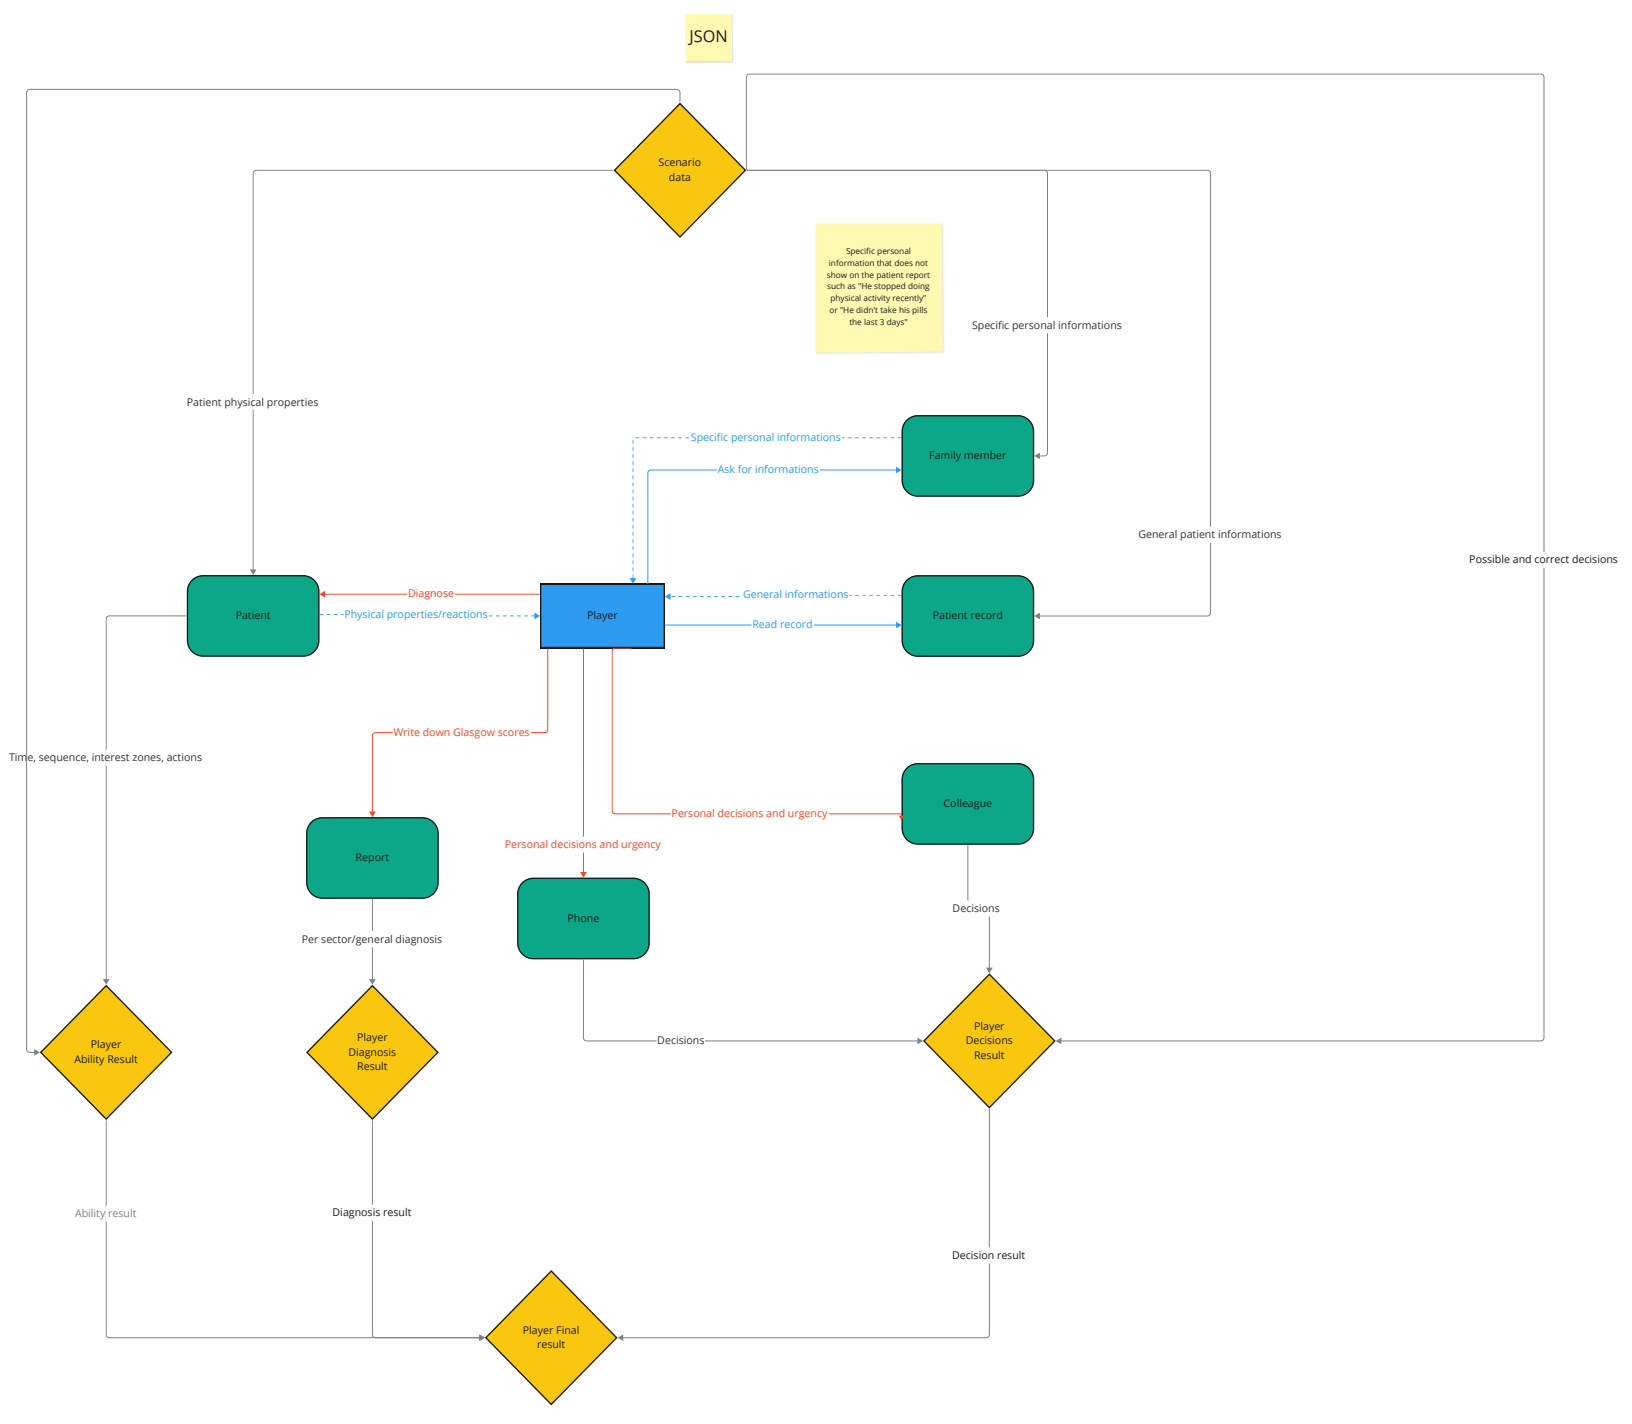 JSON
Scenario
data
Specific personal
information that does not
show on the patient report
such as "He stopped doing
physical activity recently"
or "He didn't take his pills
the last 3 days"
Specific personal informations
Patient physical properties
Specific personal informations
Family member
Ask for informations
General patient informations
Possible and correct decisions
Diagnose
General informations
Patient
Physical properties/reactions
Player
Patient record
Read record
Write down Glasgow scores
Time, sequence, interest zones, actions
Colleague
Personal decisions and urgency
Personal decisions and urgency
Report
Decisions
Phone
Per sector/general diagnosis
Player
Ability Result
Player
Diagnosis
Result
Decisions
Player
Decisions
Result
Ability result
Diagnosis result
Decision result
Player Final
result